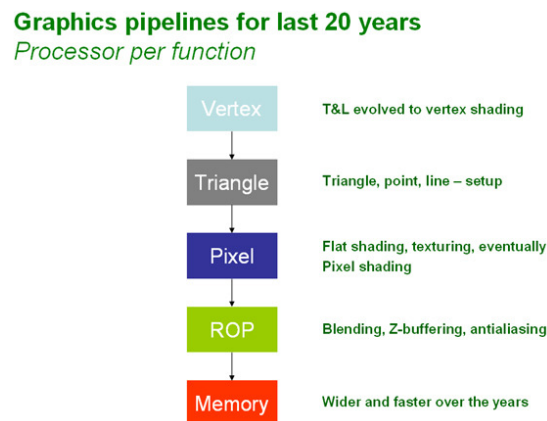 Graphics pipelines for last 20 years
Processor per function
Vertex
T&L evolved to vertex shading
Triangle
Triangle, point, line – setup
Pixel
Flat shading, texturing, eventually
Pixel shading
ROP
Blending, Z-buffering, antialiasing
Memory
Wider and faster over the years